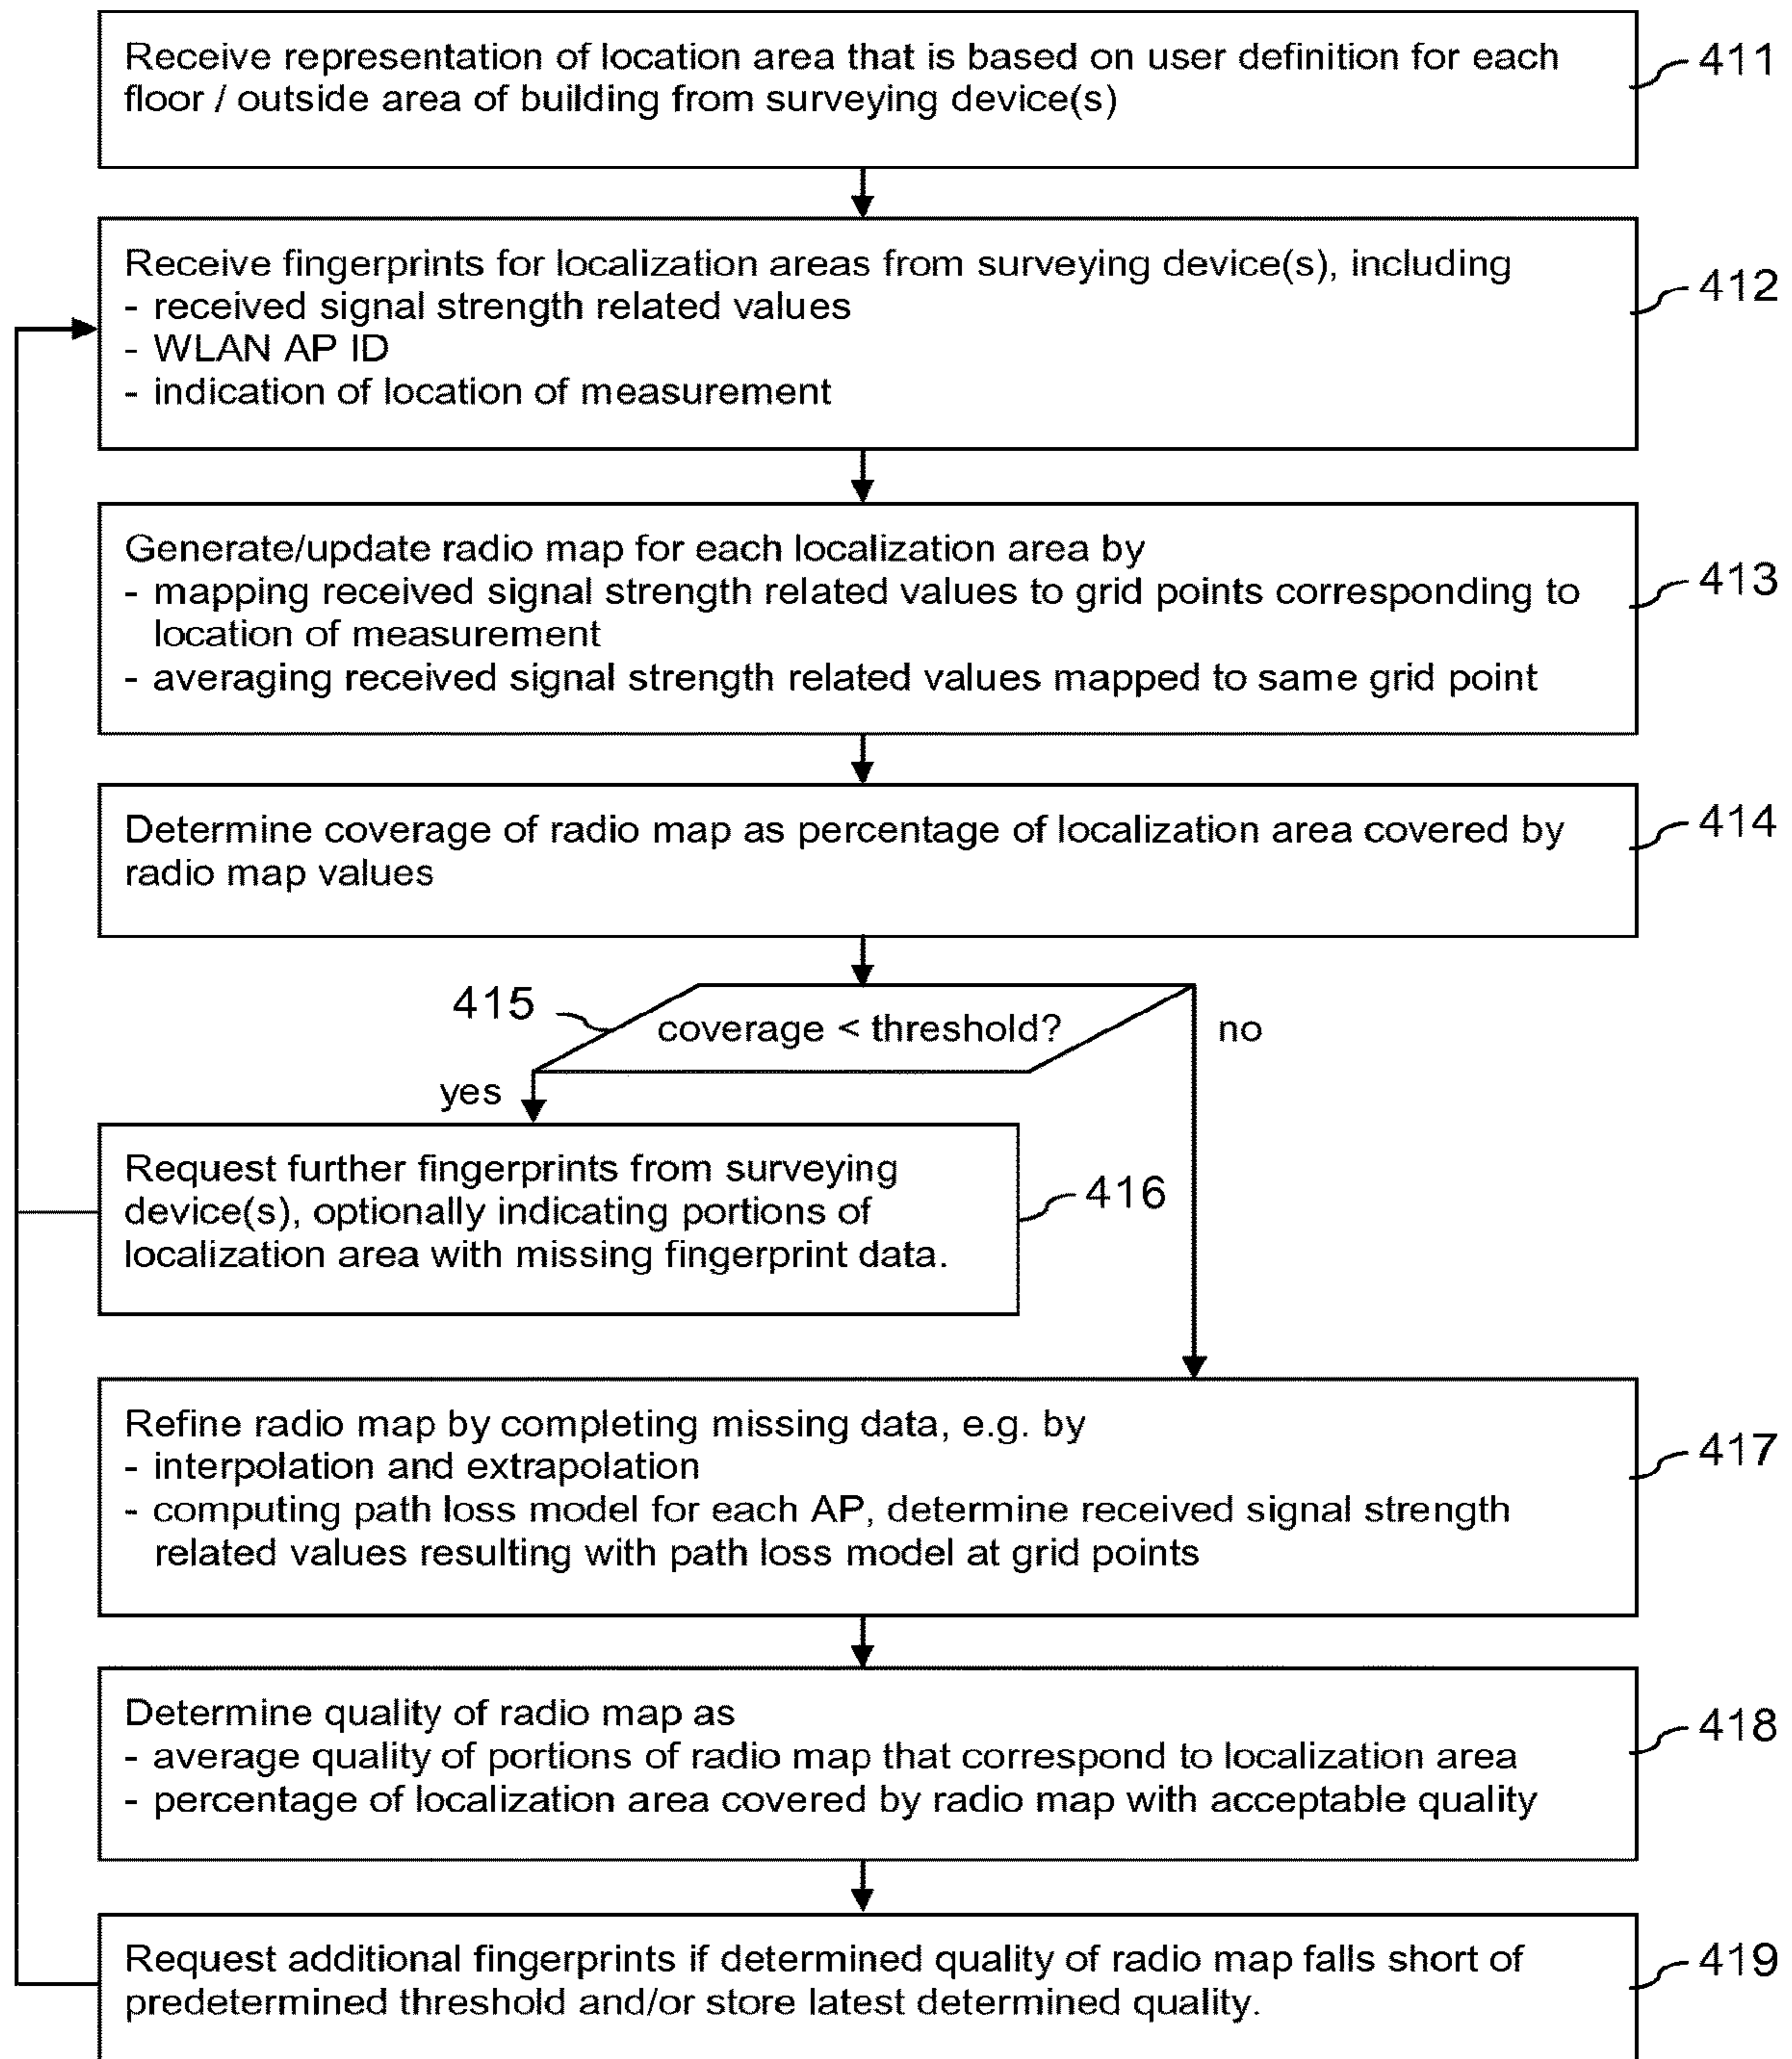 Receive representation of location area that is based on user definition for each
floor / outside area of building from surveying device(s)
411
Receive fingerprints for localization areas from surveying device(s), including
- received signal strength related values
- WLAN AP ID
- indication of location of measurement
412
Generate/update radio map for each localization area by
- mapping received signal strength related values to grid points corresponding to
location of measurement
- averaging received signal strength related values mapped to same grid point
413
Determine coverage of radio map as percentage of localization area covered by
radio map values
414
415
coverage < threshold?
no
yes
Request further fingerprints from surveying
device(s), optionally indicating portions of
localization area with missing fingerprint data.
416
Refine radio map by completing missing data, e.g. by
- interpolation and extrapolation
- computing path loss model for each AP, determine received signal strength
related values resulting with path loss model at grid points
417
Determine quality of radio map as
- average quality of portions of radio map that correspond to localization area
- percentage of localization area covered by radio map with acceptable quality
418
Request additional fingerprints if determined quality of radio map falls short of
predetermined threshold and/or store latest determined quality.
419